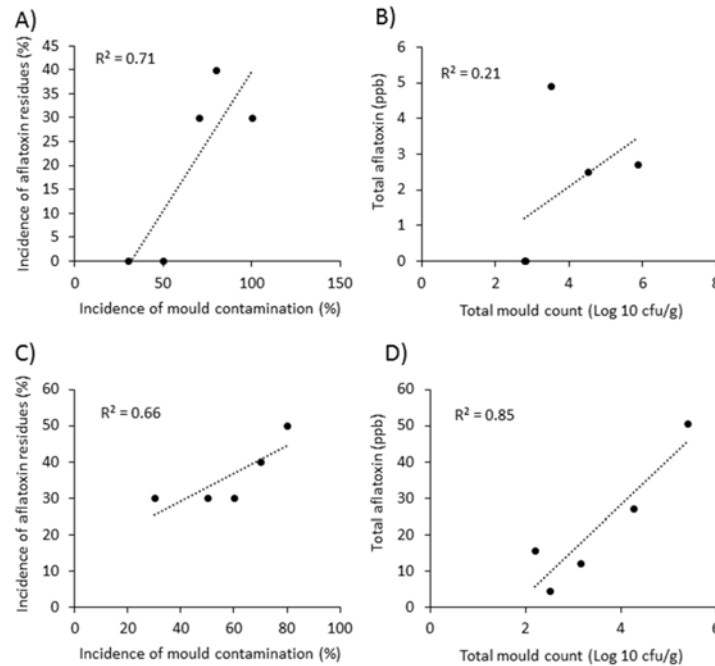 A)
R² = 0.71
Incidence of aflatoxin residues (%)
45
40
35
30
25
20
15
10
5
0
0 50 100 150
Incidence of mould contamination (%)
B)
R² = 0.21
Total aflatoxin (ppb)
6
5
4
3
2
1
0
0 2 4 6 8
Total mould count (Log 10 cfu/g)
C)
R² = 0.66
Incidence of aflatoxin residues (%)
60
50
40
30
20
10
0
0 20 40 60 80 100
Incidence of mould contamination (%)
D)
R² = 0.85
Total aflatoxin (ppb)
60
50
40
30
20
10
0
0 2 4 6
Total mould count (Log 10 cfu/g)